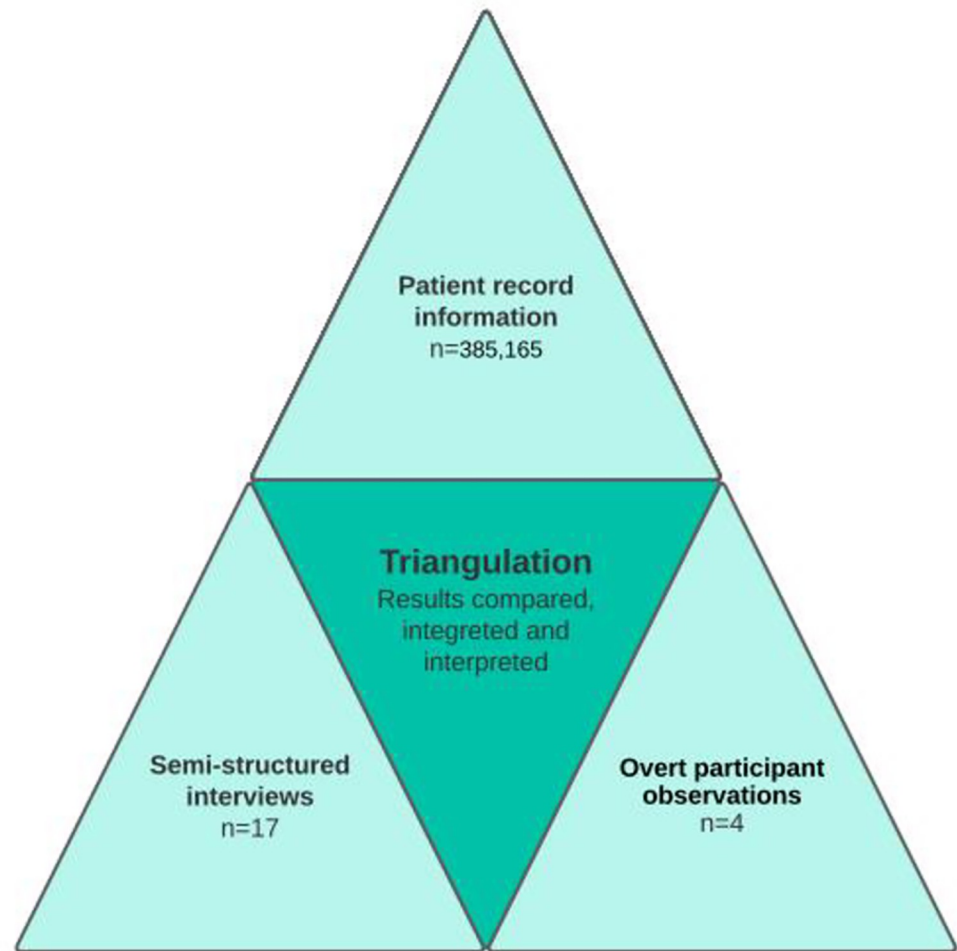 Patient record
information
n=385,165
Triangulation
Results compared,
integreted and
interpreted
Semi-structured
interviews
n=17
Overt participant
observations
n=4